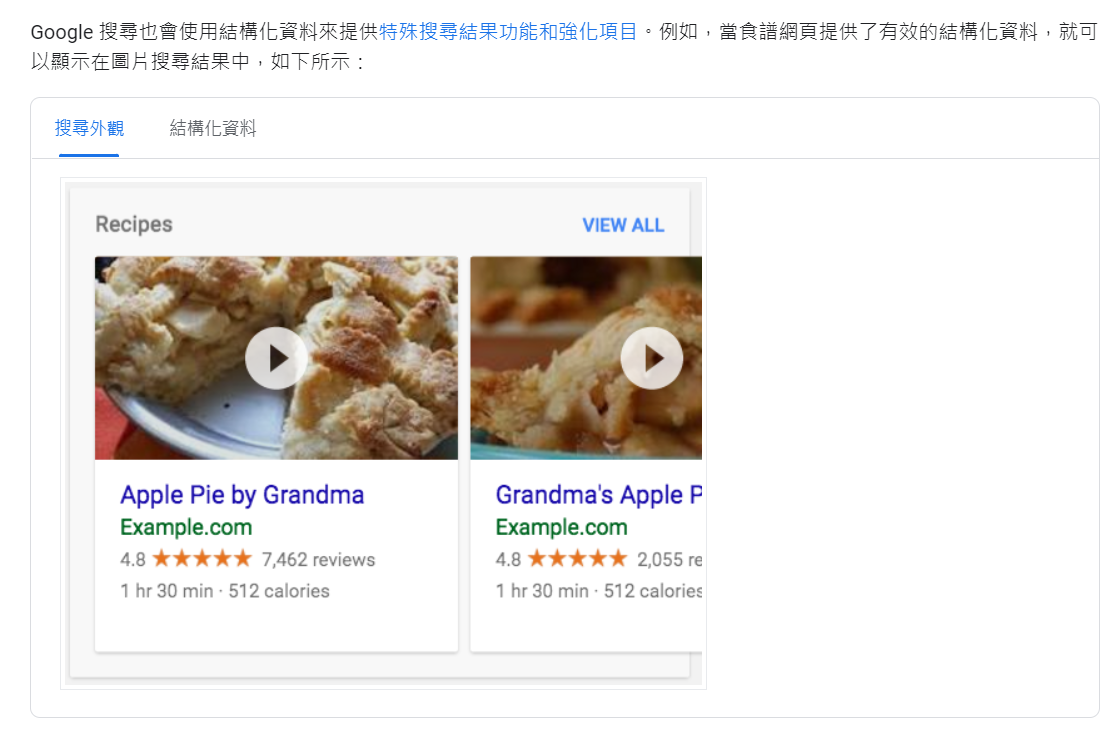 Google 搜尋也會使用結構化資料來提供特殊搜尋結果功能和強化項目。例如，當食譜網頁提供了有效的結構化資料，就可
以顯示在圖片搜尋結果中，如下所示：
搜尋外觀 結構化資料
Recipes VIEW ALL
Apple Pie by Grandma
Example.com
4.8 ★★★★★ 7,462 reviews
1 hr 30 min · 512 calories
Grandma's Apple P
Example.com
4.8 ★★★★★ 2,055 re
1 hr 30 min · 512 calories